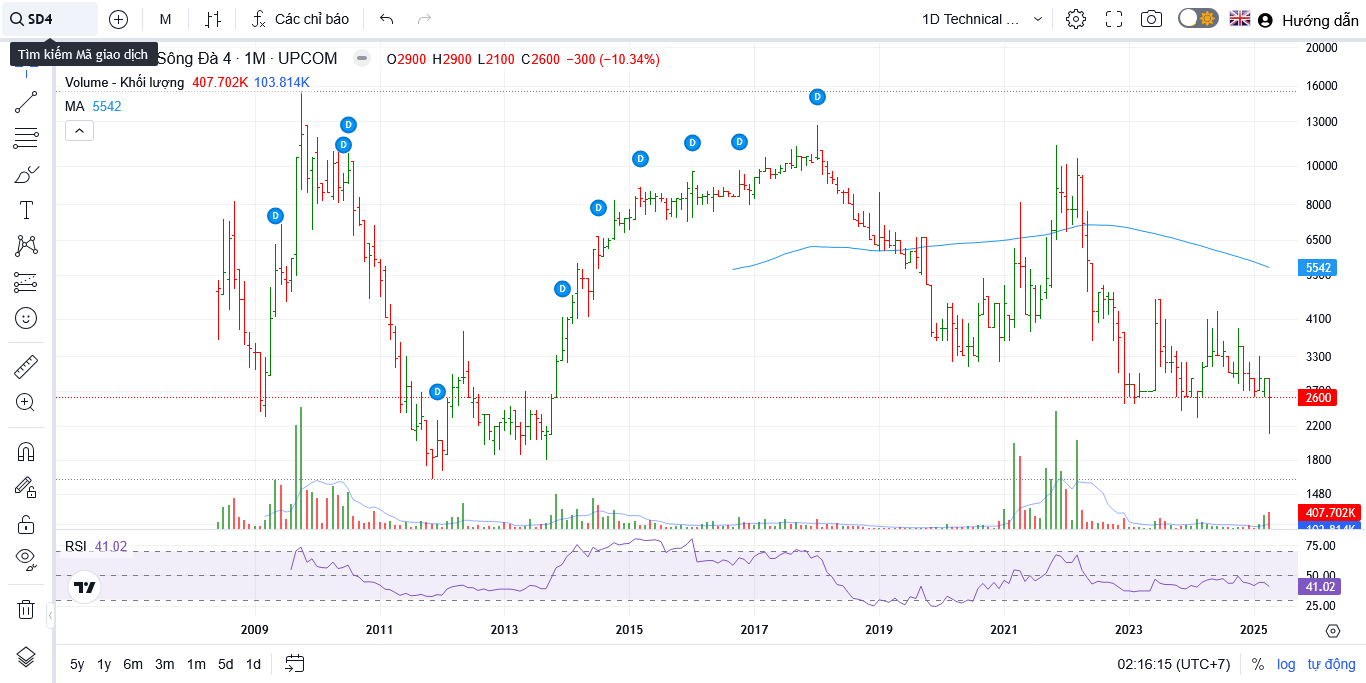 SD4
M
Các chỉ báo
1D Technical ...
Hướng dẫn
Tìm kiếm Mã giao dịch
Sông Đà 4 · 1M · UPCOM
O2900 H2900 L2100 C2600 −300 (−10.34%)
Volume - Khối lượng 407.702K 103.814K
MA 5542
D
D
D
D
D
D
D
D
D
D
20000
16000
13000
10000
8000
6500
5542
4100
3300
2600
2200
1800
1480
407.702K
RSI 41.02
75.00
50.00
41.02
25.00
2009 2011 2013 2015 2017 2019 2021 2023 2025
5y 1y 6m 3m 1m 5d 1d
02:16:15 (UTC+7)
% log tự động